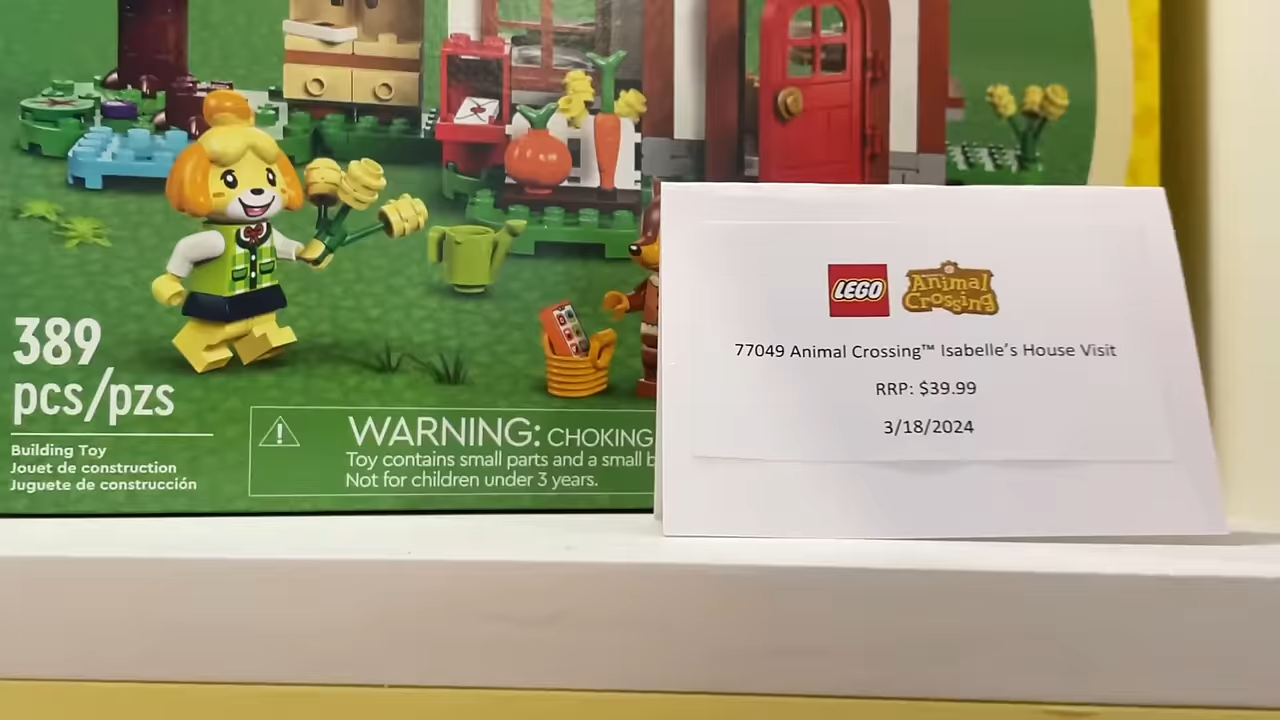 389
pcs/pzs
Building Toy
Jouet de construction
Juguete de construcción
WARNING: CHOKING
Toy contains small parts and a small b
Not for children under 3 years.
LEGO Animal Crossing
77049 Animal Crossing™ Isabelle's House Visit
RRP: $39.99
3/18/2024